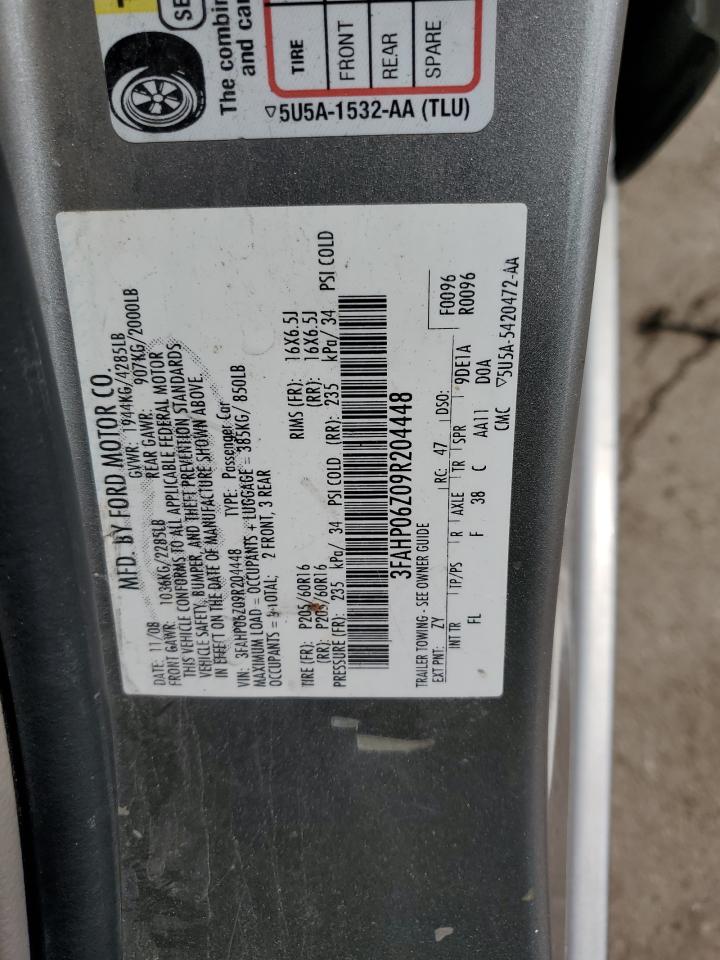 SE
The combin
and car
TIRE
FRONT
REAR
SPARE
5U5A-1532-AA (TLU)
MFD. BY FORD MOTOR CO.
DATE: 11/08 GVWR: 1944KG/4285LB
FRONT GAWR: 1036KG/2285LB REAR GAWR: 907KG/2000LB
THIS VEHICLE CONFORMS TO ALL APPLICABLE FEDERAL MOTOR
VEHICLE SAFETY, BUMPER, AND THEFT PREVENTION STANDARDS
IN EFFECT ON THE DATE OF MANUFACTURE SHOWN ABOVE.
VIN: 3FAHP06Z09R204448 TYPE: Passenger Car
MAXIMUM LOAD = OCCUPANTS + LUGGAGE = 385KG/ 850LB
OCCUPANTS = 5 TOTAL; 2 FRONT, 3 REAR
TIRE (FR): P205/60R16 RIMS (FR): 16X6.5J
(RR): P205/60R16 (RR): 16X6.5J
PRESSURE (FR): 235 kPa/ 34 PSI COLD (RR): 235 kPa/ 34 PSI COLD
3FAHP06Z09R204448
TRAILER TOWING - SEE OWNER GUIDE
F0096
R0096
EXT PNT: ZY RC: 47 DSO:
INT TR TP/PS R AXLE TR SPR 9DE1A
FL F 38 C AA11 D0A
CMC 5U5A-5420472-AA